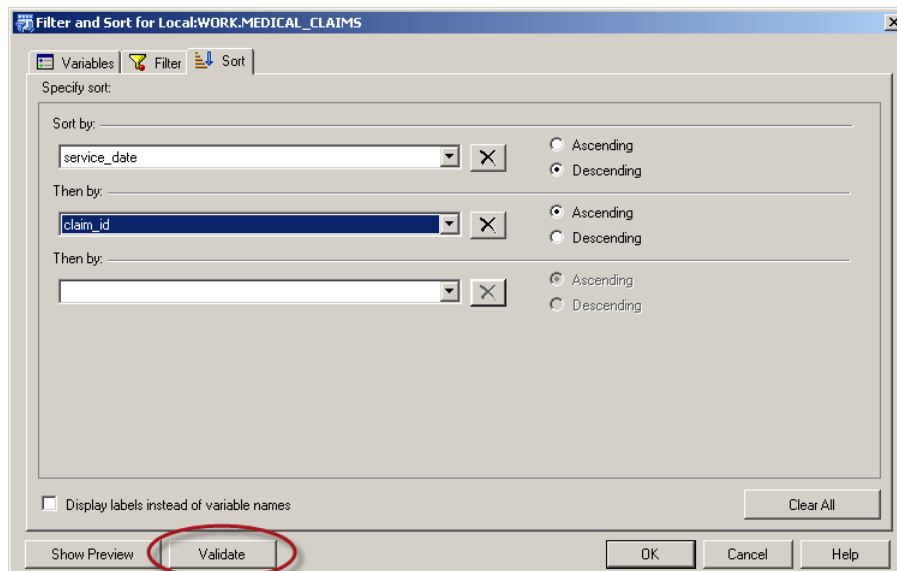 Filter and Sort for Local:WORK.MEDICAL_CLAIMS
Variables Filter Sort
Specify sort:
Sort by:
service_date
Ascending
Descending
Then by:
claim_id
Ascending
Descending
Then by:
Ascending
Descending
Display labels instead of variable names
Clear All
Show Preview Validate OK Cancel Help